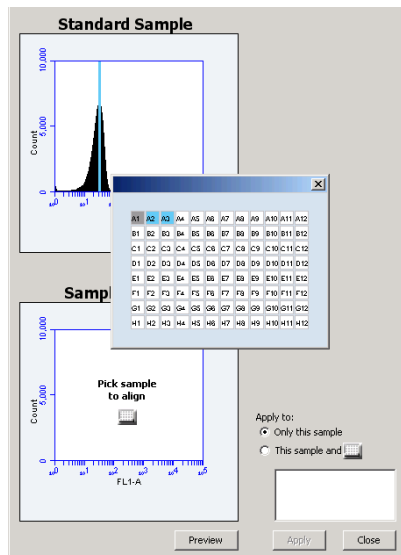 Standard Sample
10,000
5,000
0
Count
A1 A2 A3 A4 A5 A6 A7 A8 A9 A10 A11 A12
B1 B2 B3 B4 B5 B6 B7 B8 B9 B10 B11 B12
C1 C2 C3 C4 C5 C6 C7 C8 C9 C10 C11 C12
D1 D2 D3 D4 D5 D6 D7 D8 D9 D10 D11 D12
E1 E2 E3 E4 E5 E6 E7 E8 E9 E10 E11 E12
F1 F2 F3 F4 F5 F6 F7 F8 F9 F10 F11 F12
G1 G2 G3 G4 G5 G6 G7 G8 G9 G10 G11 G12
H1 H2 H3 H4 H5 H6 H7 H8 H9 H10 H11 H12
Sampl
10,000
5,000
0
Count
Pick sample
to align
FL1-A
Apply to:
Only this sample
This sample and
Preview Apply Close